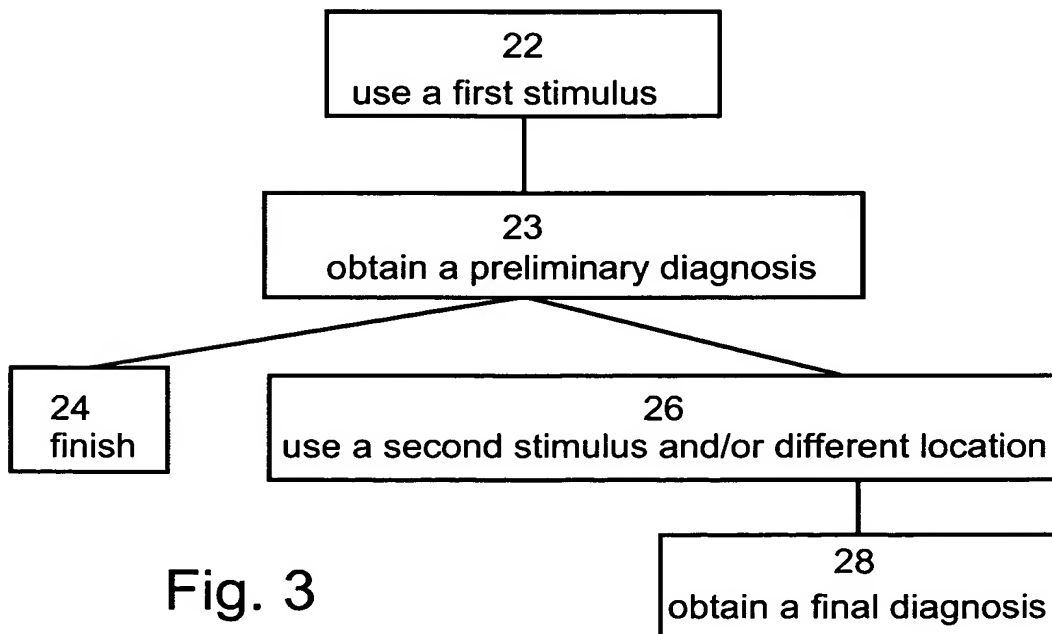 22
use a first stimulus
23
obtain a preliminary diagnosis
24
finish
26
use a second stimulus and/or different location
28
obtain a final diagnosis
Fig. 3